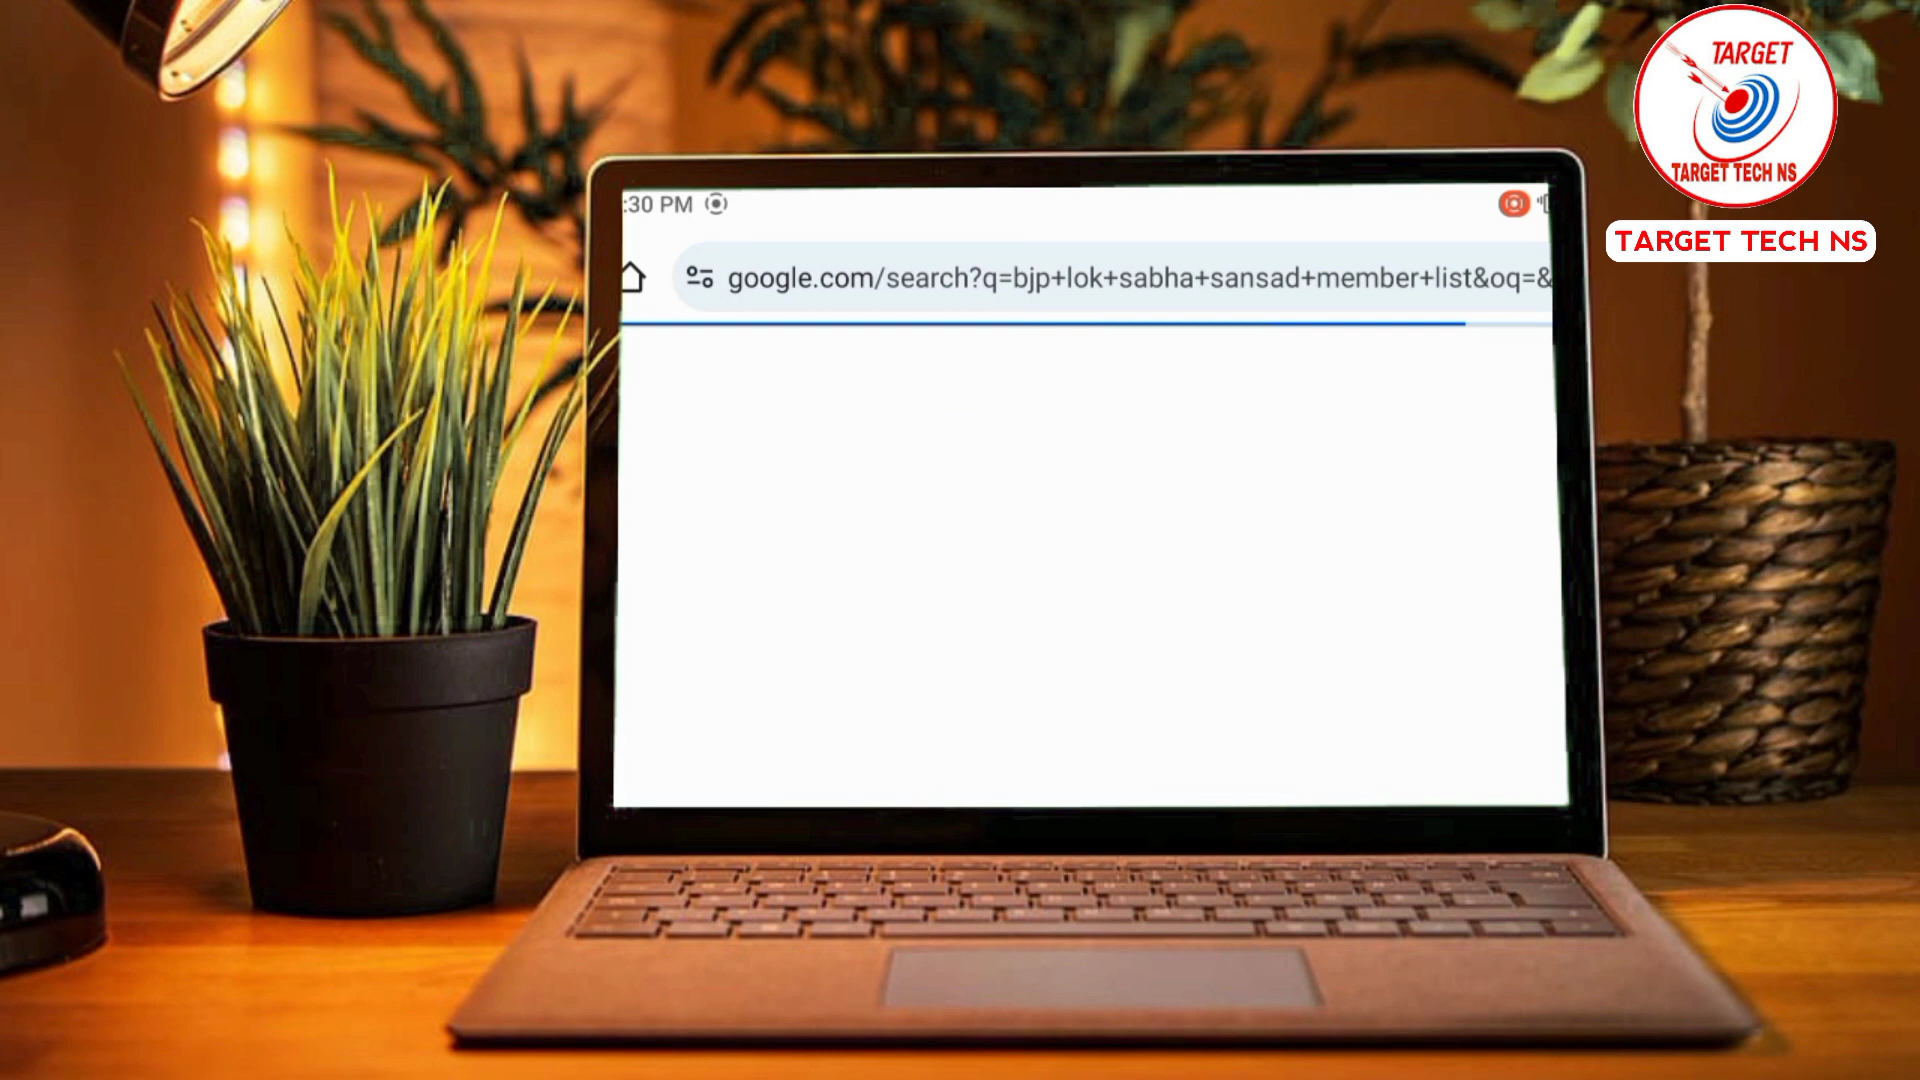 TARGET
TARGET TECH NS
TARGET TECH NS
:30 PM
google.com/search?q=bjp+lok+sabha+sansad+member+list&oq=&